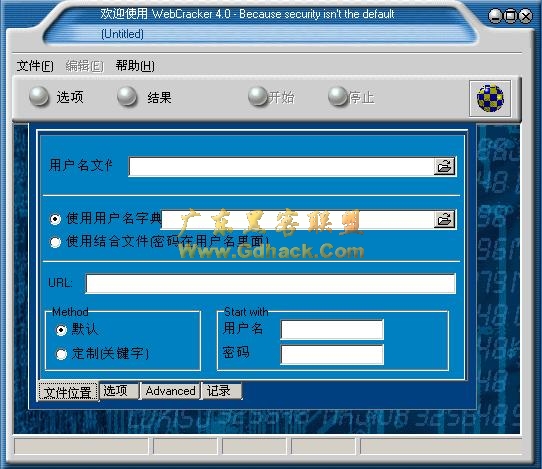 欢迎使用 WebCracker 4.0 - Because security isn't the default
(Untitled)
文件(F) 编辑(E) 帮助(H)
选项 结果 开始 停止
用户名文件
使用用户名字典
广东黑客联盟
使用结合文件(密码在用户名里面)
www.Gdhack.Com
URL:
Method
默认
定制(关键字)
Start with
用户名
密码
文件位置 选项 Advanced 记录